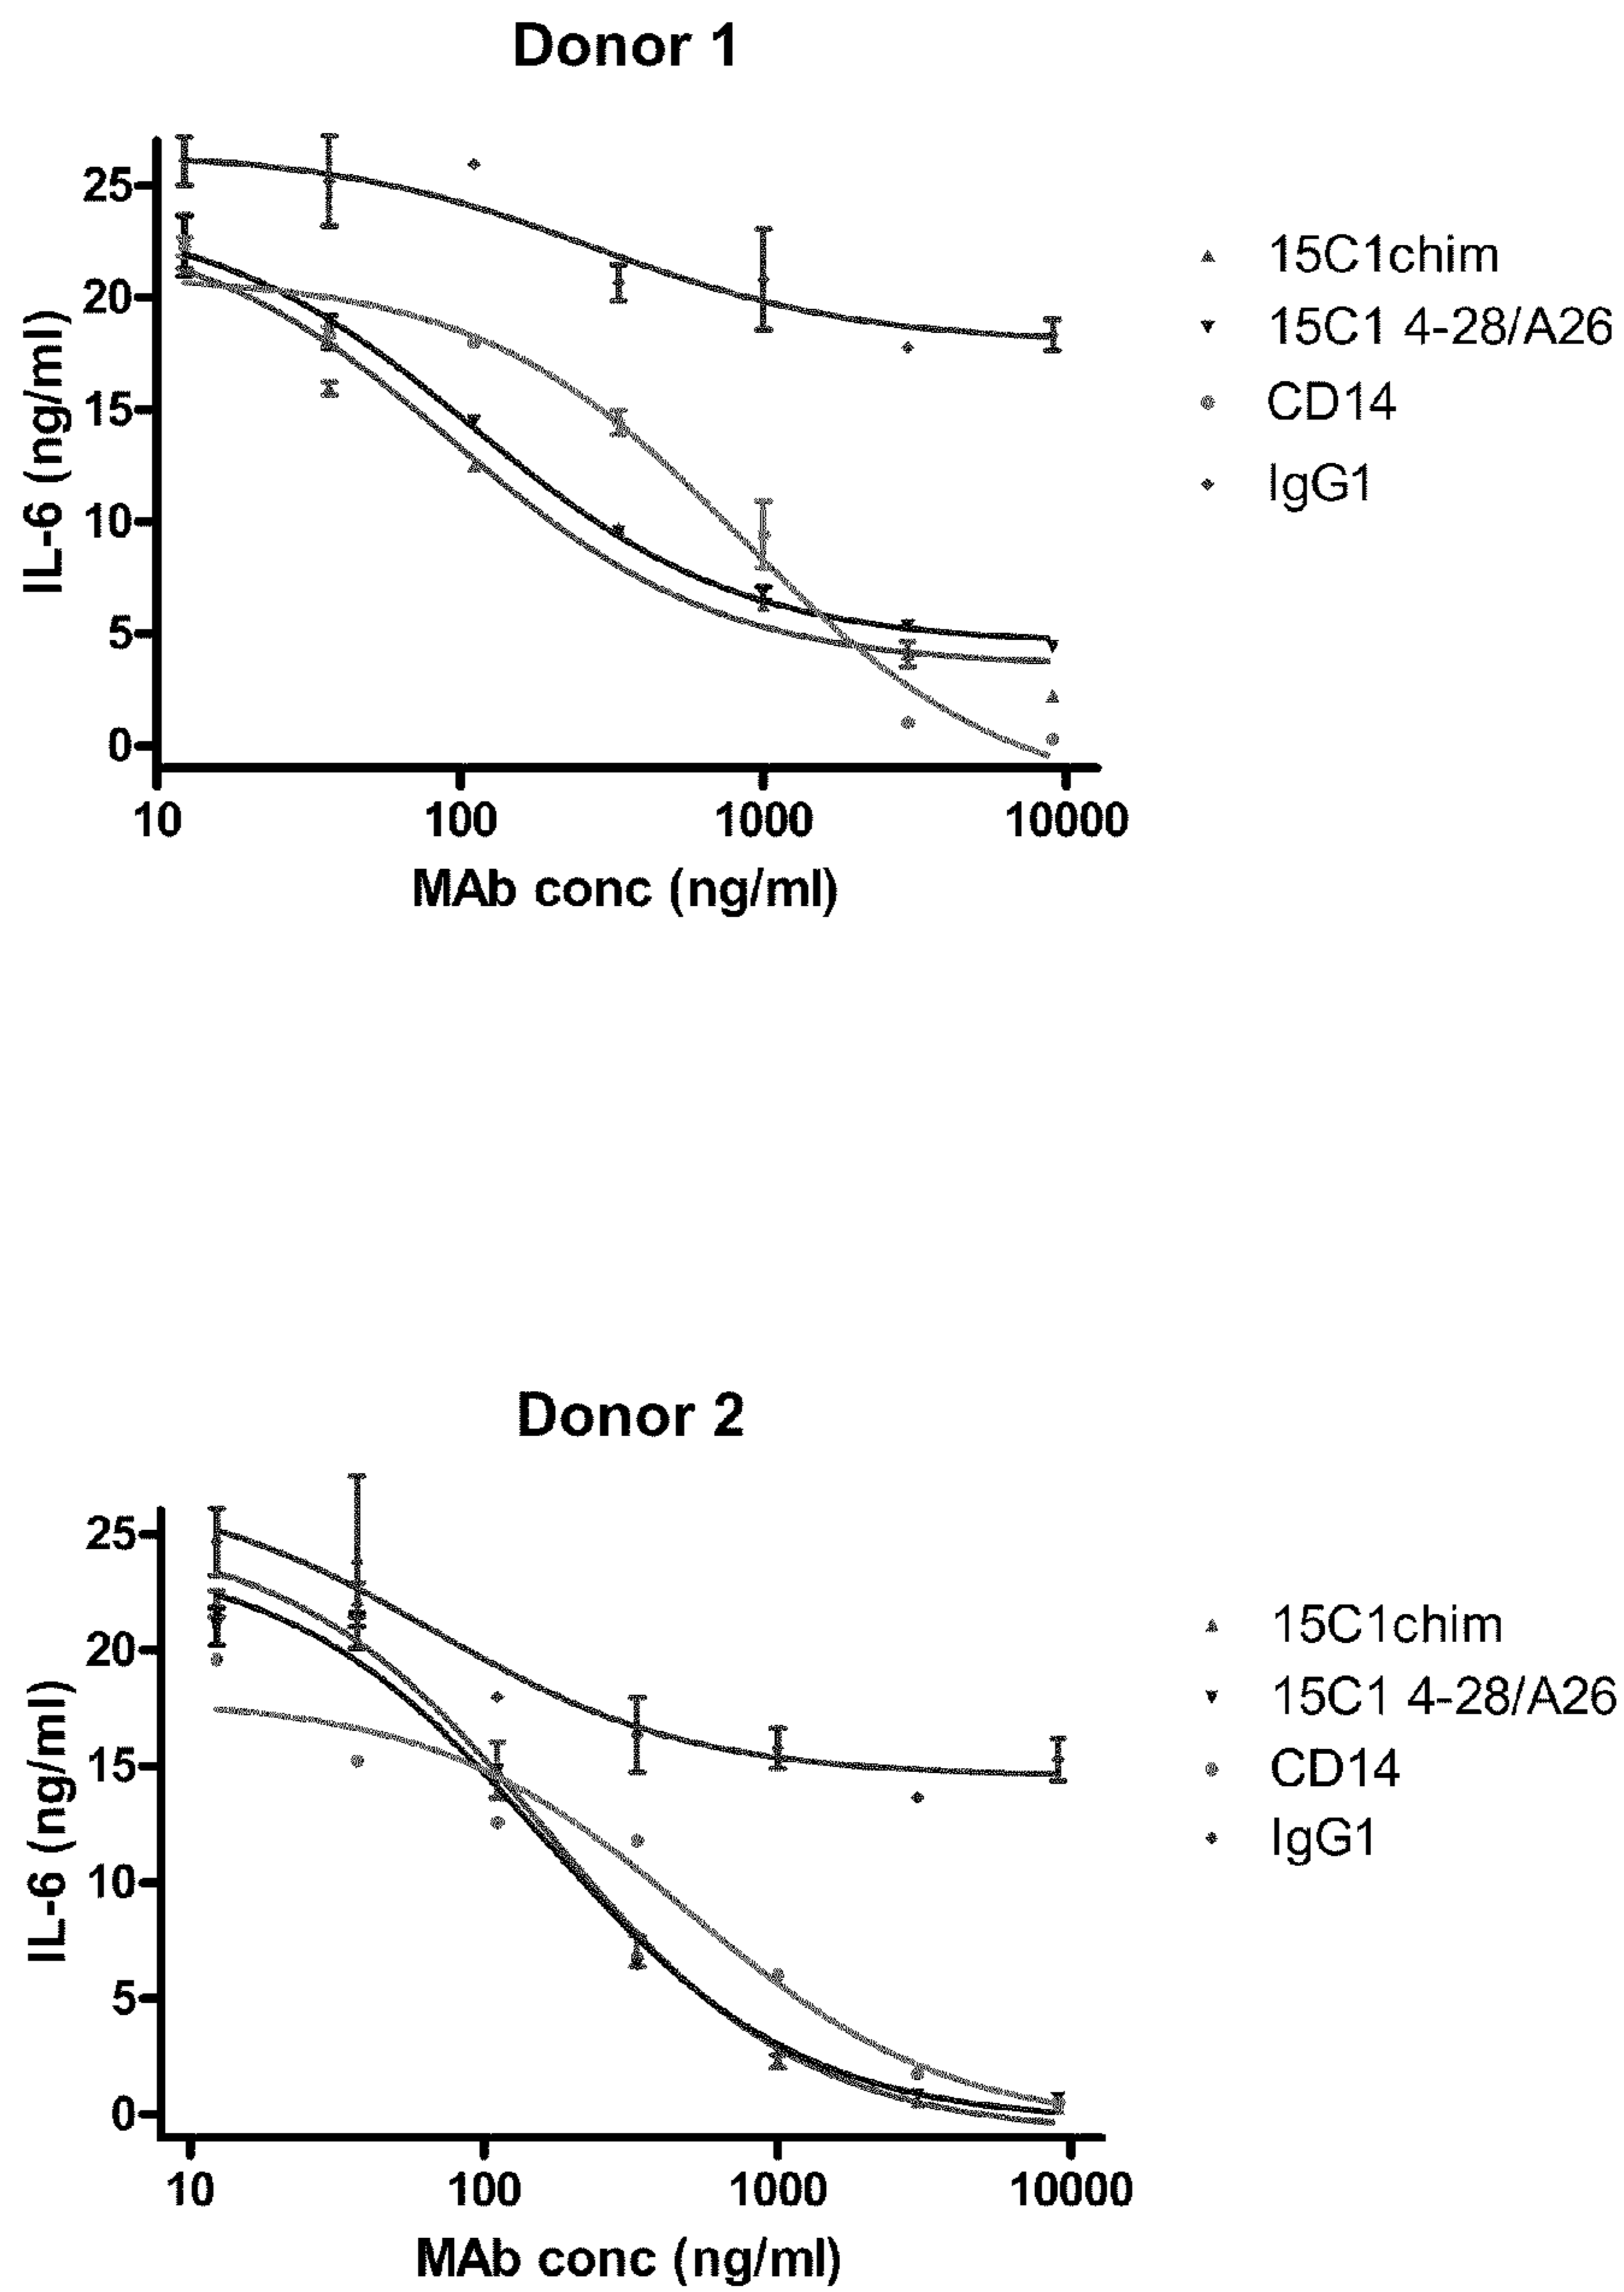 Donor 1
25
20
15
10
5
0
IL-6 (ng/ml)
10 100 1000 10000
MAb conc (ng/ml)
15C1chim
15C1 4-28/A26
CD14
IgG1
Donor 2
25
20
15
10
5
0
IL-6 (ng/ml)
10 100 1000 10000
MAb conc (ng/ml)
15C1chim
15C1 4-28/A26
CD14
IgG1